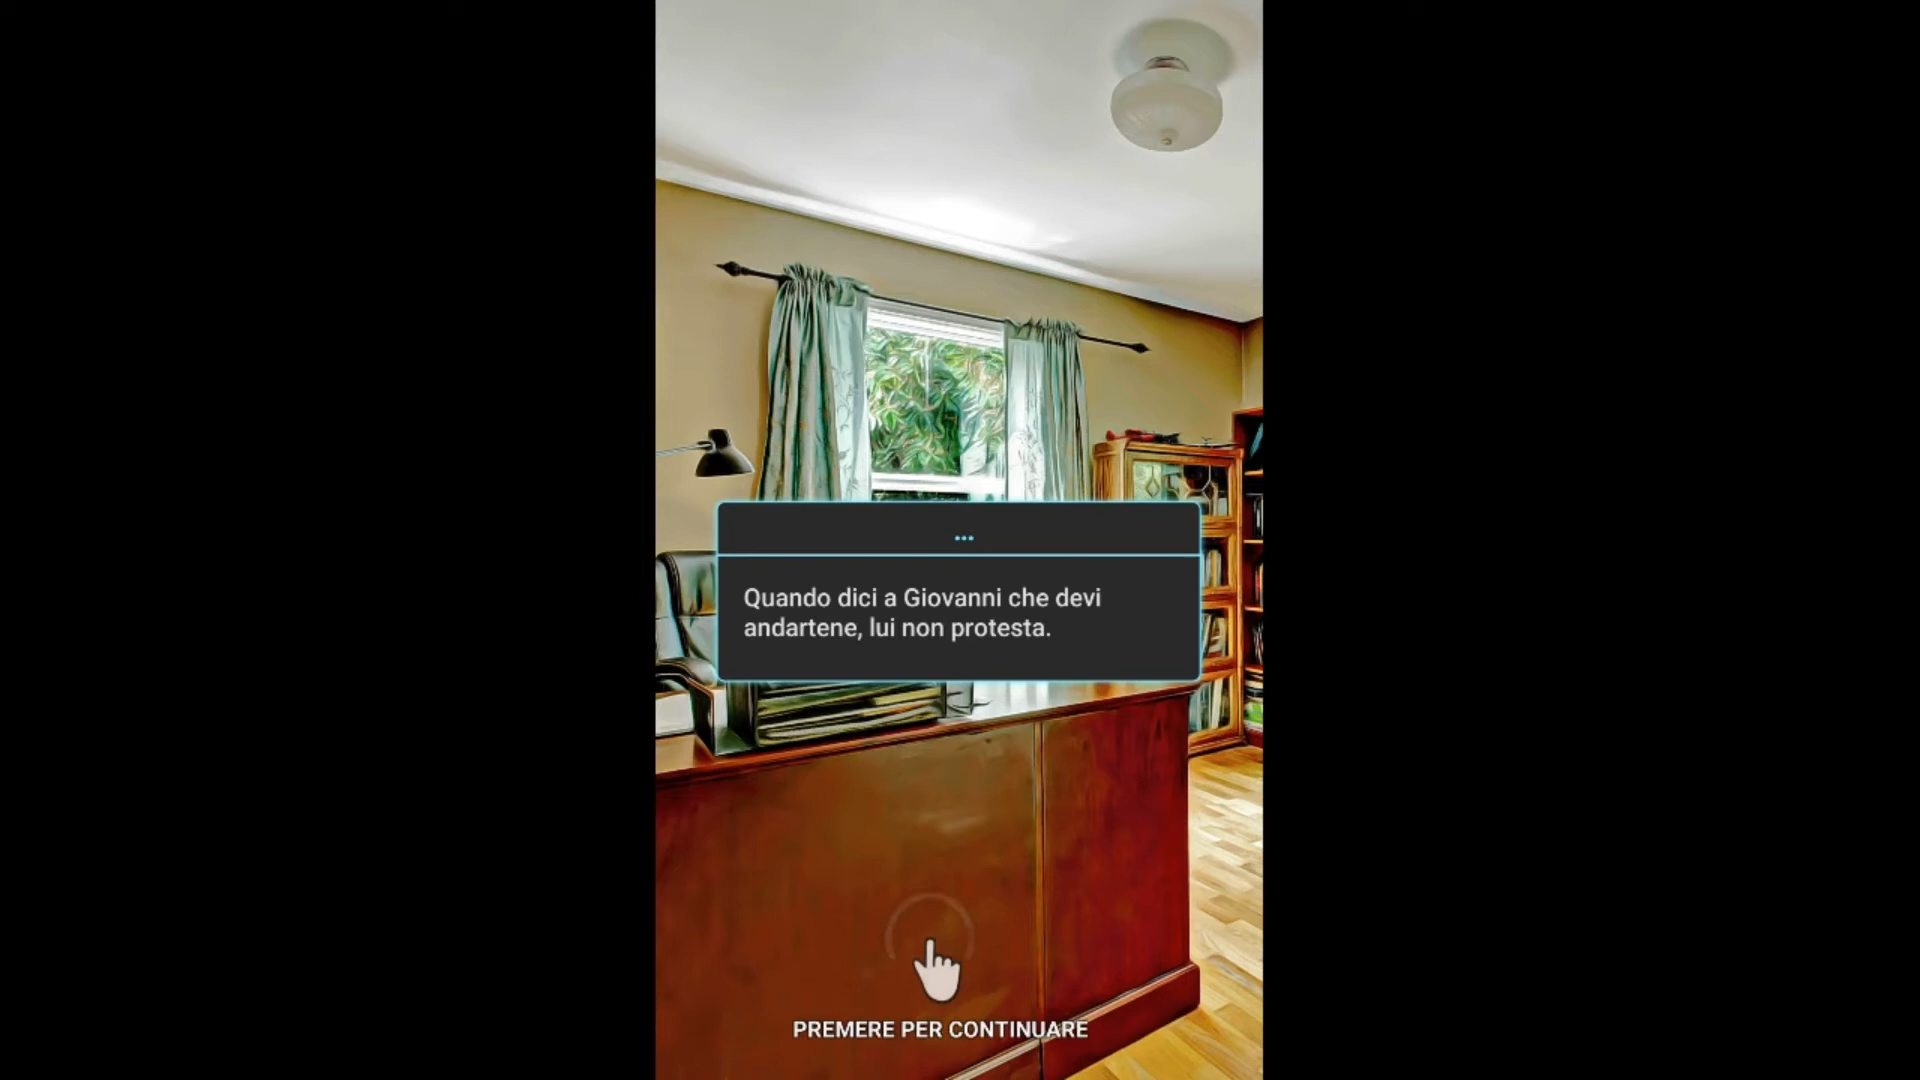 ...
Quando dici a Giovanni che devi
andartene, lui non protesta.
PREMERE PER CONTINUARE